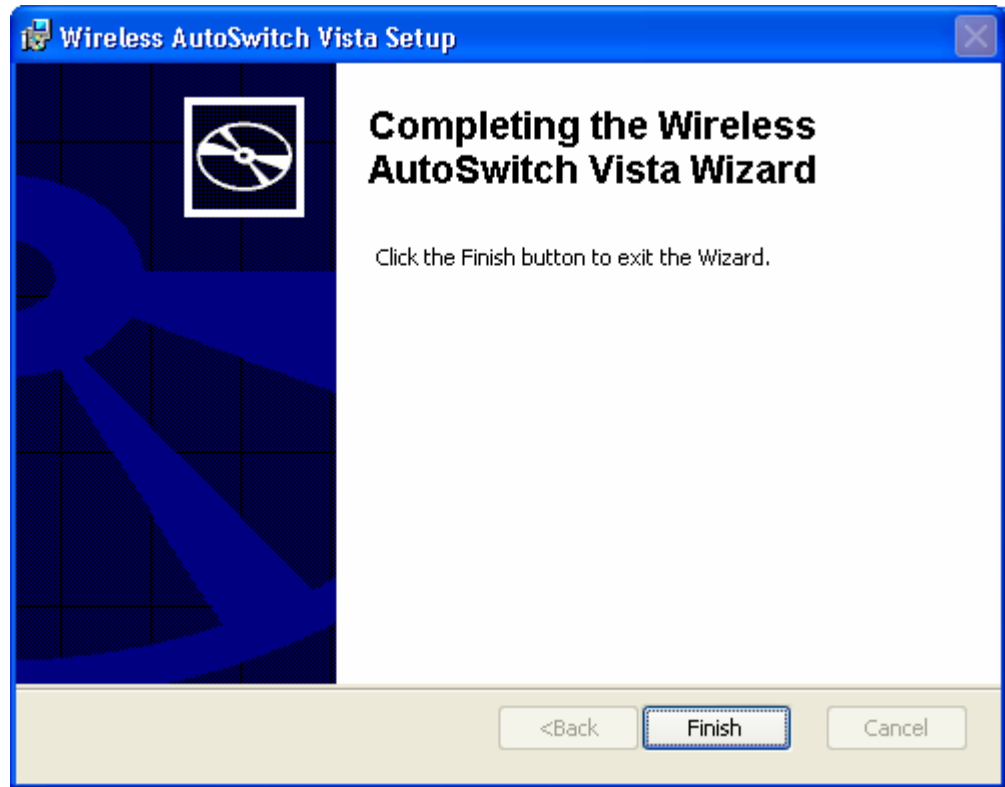 Wireless AutoSwitch Vista Setup
Completing the Wireless
AutoSwitch Vista Wizard
Click the Finish button to exit the Wizard.
<Back Finish Cancel